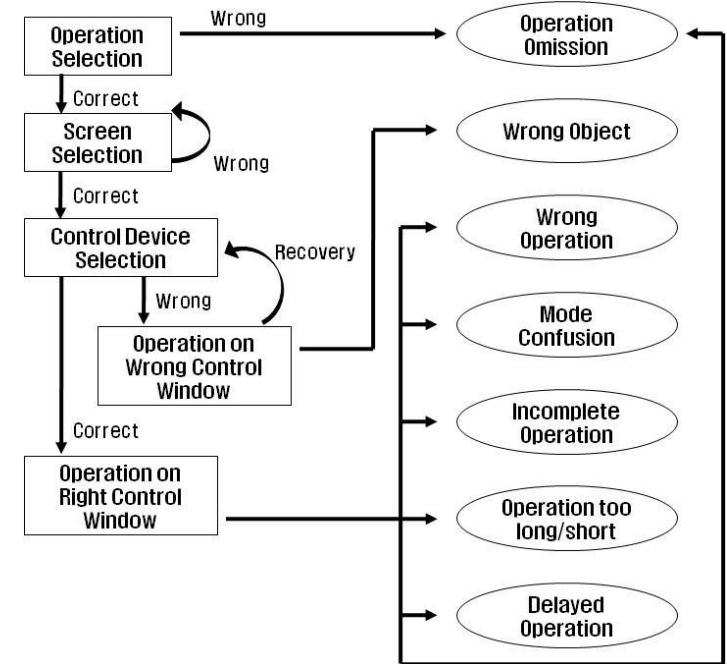 Operation
Selection
Wrong
Operation
Omission
Correct
Screen
Selection
Wrong
Wrong Object
Correct
Control Device
Selection
Recovery
Wrong
Operation
Wrong
Operation on
Wrong Control
Window
Mode
Confusion
Correct
Incomplete
Operation
Operation on
Right Control
Window
Operation too
long/short
Delayed
Operation